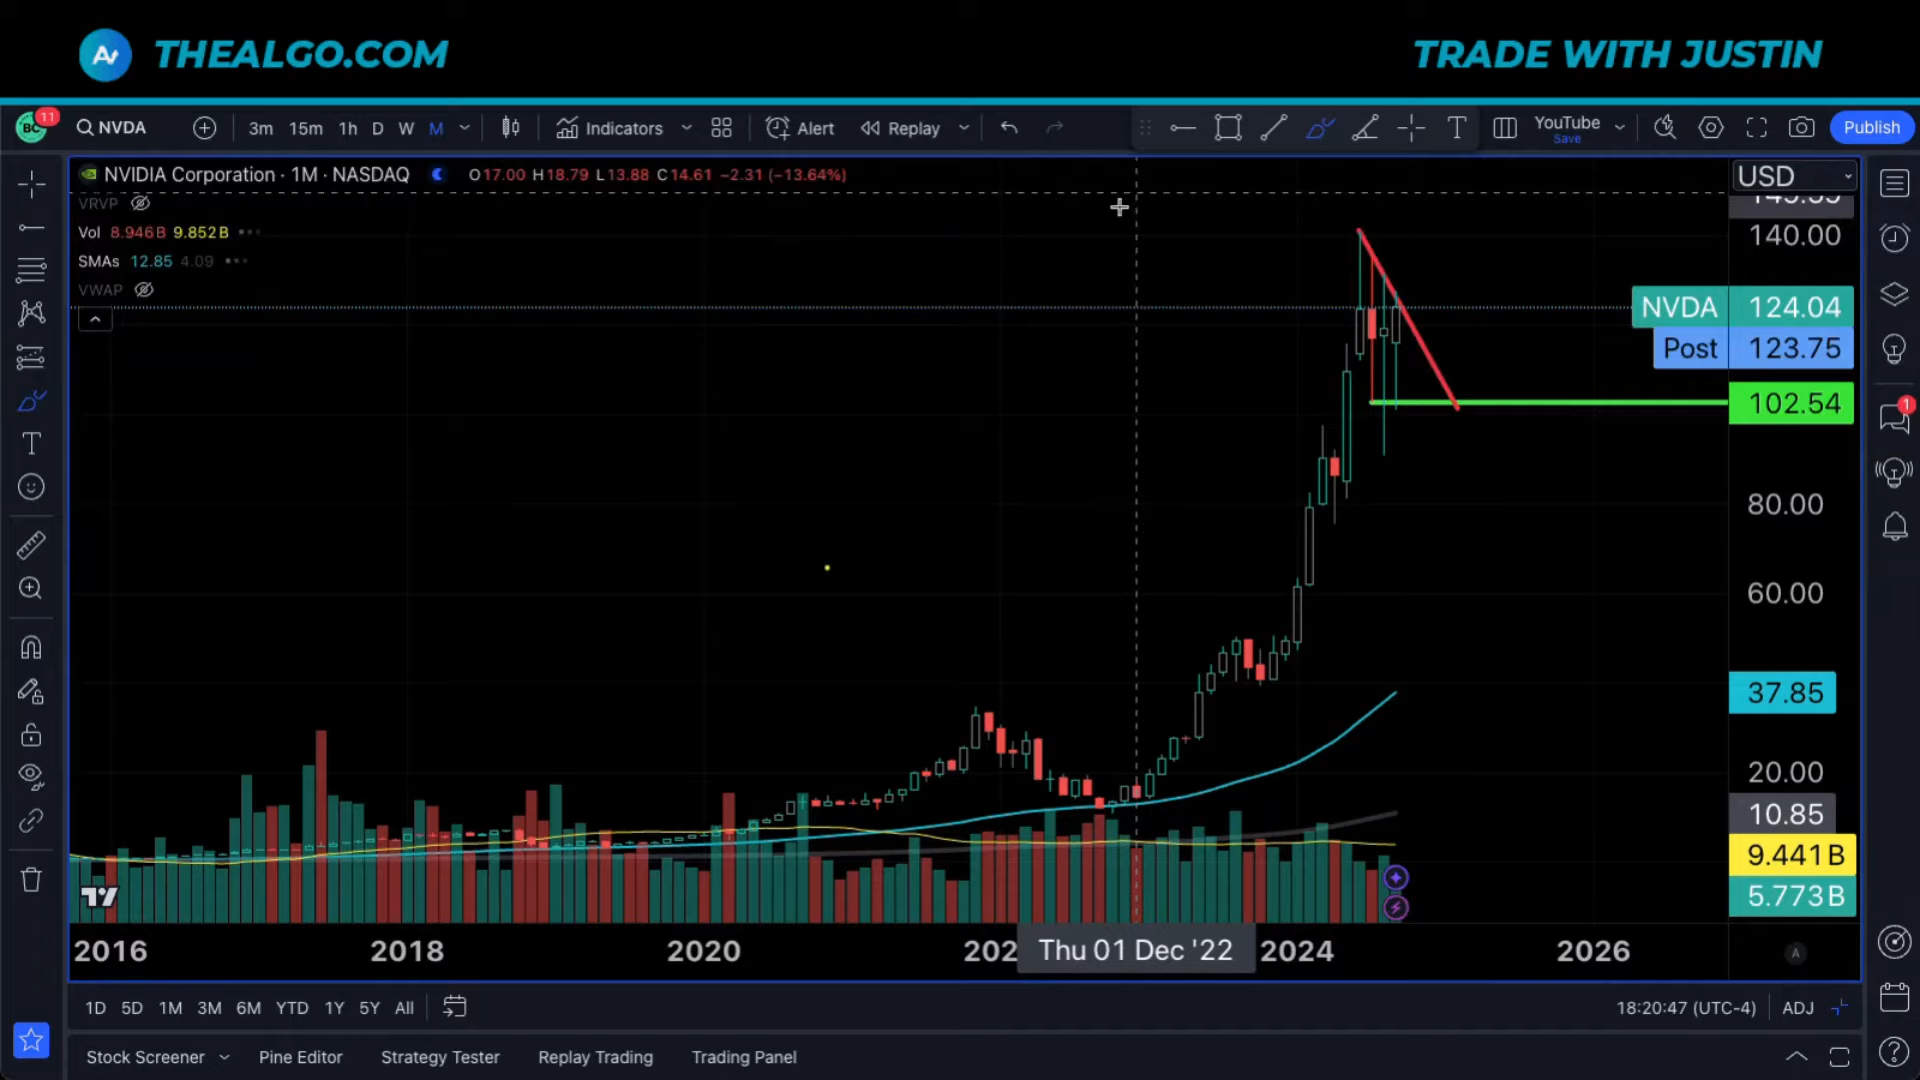 THEALGO.COM
TRADE WITH JUSTIN
BC 11
NVDA
3m 15m 1h D W M
Indicators
Alert
Replay
YouTube
Save
Publish
NVIDIA Corporation · 1M · NASDAQ
O17.00 H18.79 L13.88 C14.61 −2.31 (−13.64%)
USD
VRVP
Vol 8.946B 9.852B
SMAs 12.85 4.09
VWAP
140.00
NVDA 124.04
Post 123.75
102.54
1
80.00
60.00
37.85
20.00
10.85
9.441B
5.773B
2016 2018 2020 Thu 01 Dec '22 2024 2026
A
1D 5D 1M 3M 6M YTD 1Y 5Y All
18:20:47 (UTC-4) ADJ
Stock Screener Pine Editor Strategy Tester Replay Trading Trading Panel